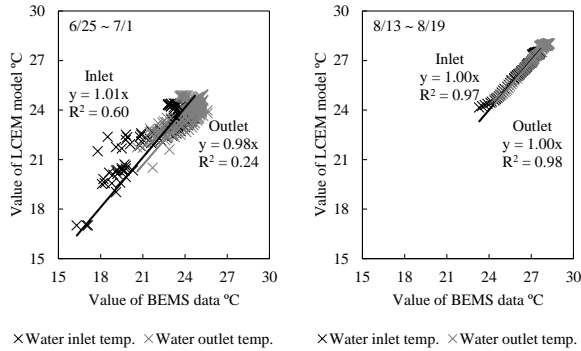 6/25 ~ 7/1
Value of LCEM model ºC
30
27
24
21
18
15
Inlet
y = 1.01x
R² = 0.60
Outlet
y = 0.98x
R² = 0.24
15 18 21 24 27 30
Value of BEMS data ºC
×Water inlet temp. ×Water outlet temp.
8/13 ~ 8/19
Value of LCEM model ºC
30
27
24
21
18
15
Inlet
y = 1.00x
R² = 0.97
Outlet
y = 1.00x
R² = 0.98
15 18 21 24 27 30
Value of BEMS data ºC
×Water inlet temp. ×Water outlet temp.